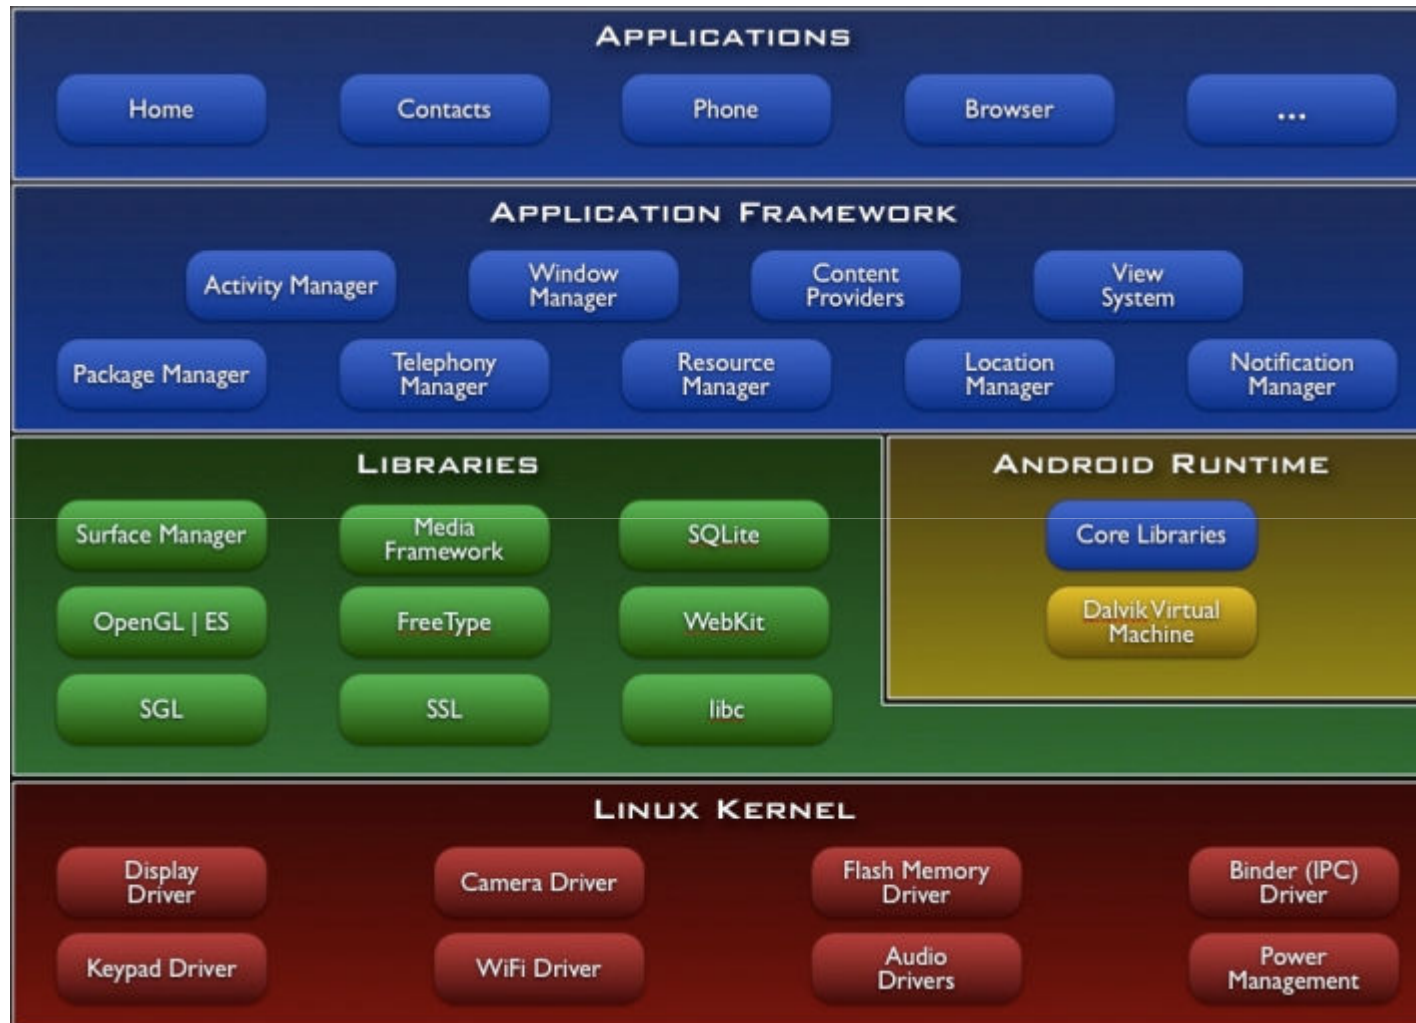 APPLICATIONS
Home
Contacts
Phone
Browser
...
APPLICATION FRAMEWORK
Activity Manager
Window
Manager
Content
Providers
View
System
Package Manager
Telephony
Manager
Resource
Manager
Location
Manager
Notification
Manager
LIBRARIES
Surface Manager
Media
Framework
SQLite
OpenGL | ES
FreeType
WebKit
SGL
SSL
libc
ANDROID RUNTIME
Core Libraries
Dalvik Virtual
Machine
LINUX KERNEL
Display
Driver
Camera Driver
Flash Memory
Driver
Binder (IPC)
Driver
Keypad Driver
WiFi Driver
Audio
Drivers
Power
Management